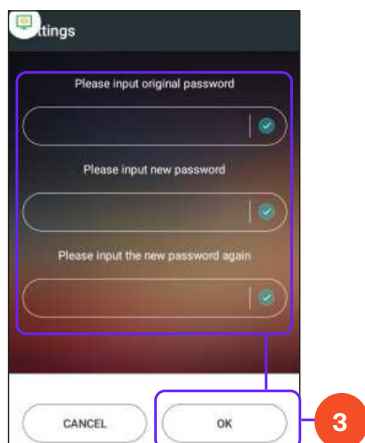 ttings
Please input original password
Please input new password
Please input the new password again
CANCEL
OK
3